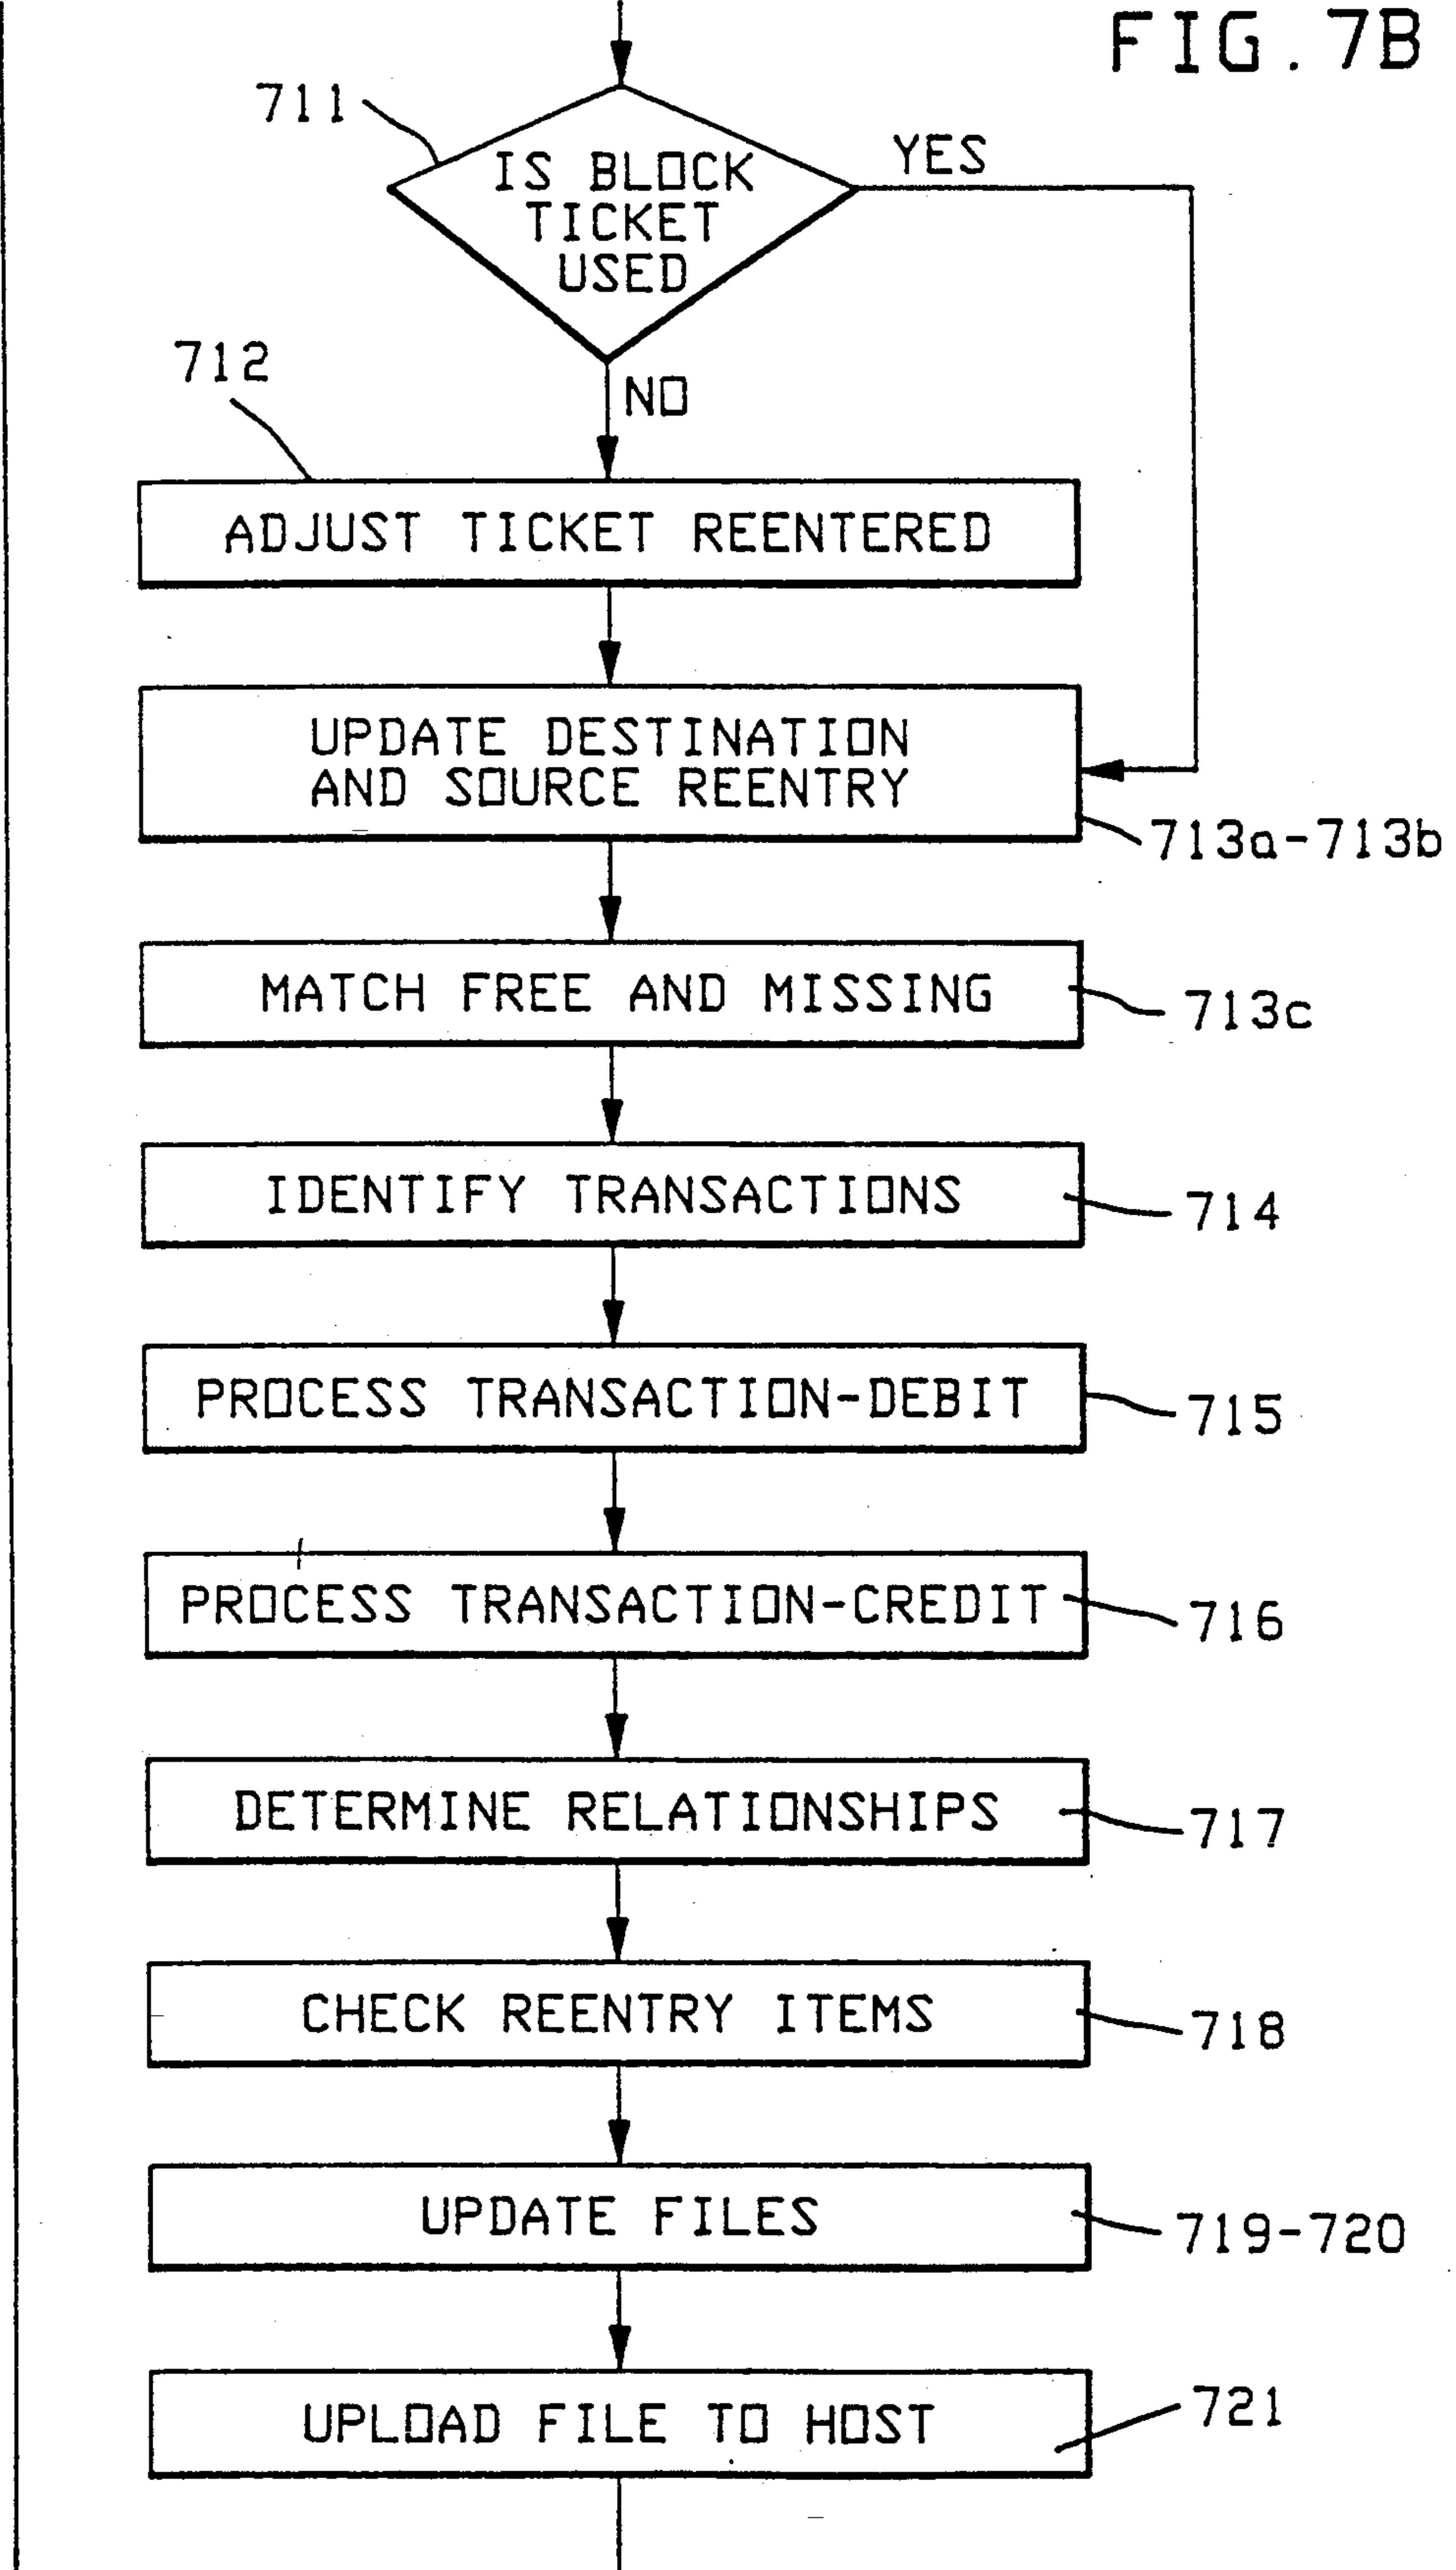 FIG. 7B
711
IS BLOCK
TICKET
USED
YES
NO
712
ADJUST TICKET REENTERED
UPDATE DESTINATION
AND SOURCE REENTRY
713a-713b
MATCH FREE AND MISSING
713c
IDENTIFY TRANSACTIONS
714
PROCESS TRANSACTION-DEBIT
715
PROCESS TRANSACTION-CREDIT
716
DETERMINE RELATIONSHIPS
717
CHECK REENTRY ITEMS
718
UPDATE FILES
719-720
UPLOAD FILE TO HOST
721